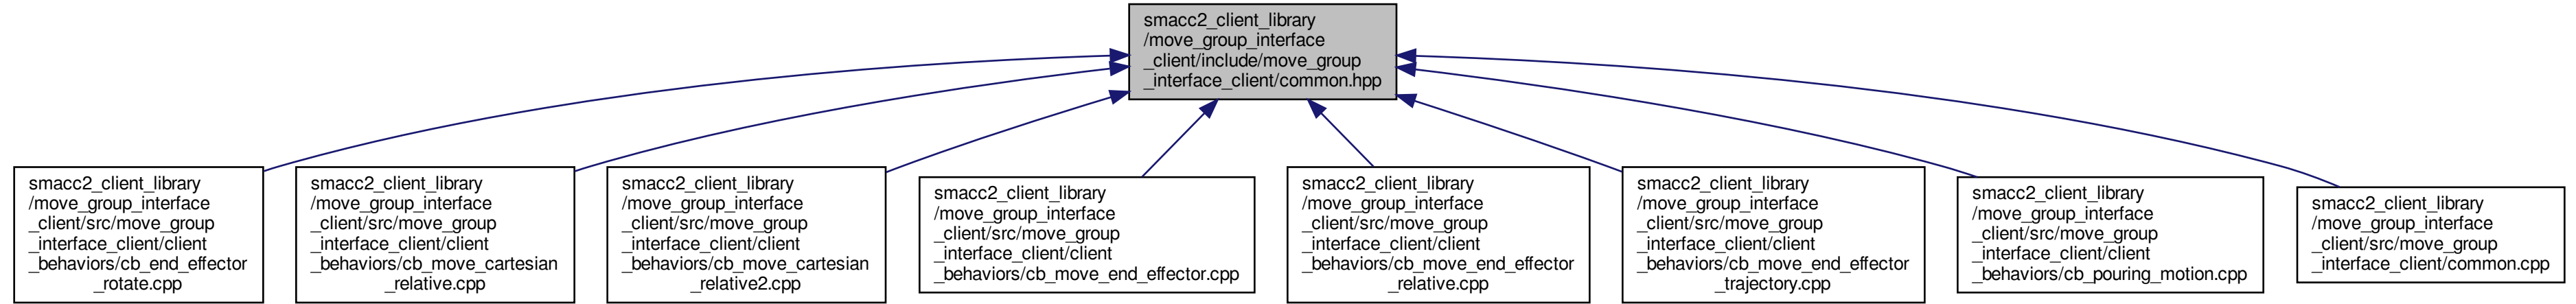 smacc2_client_library
/move_group_interface
_client/include/move_group
_interface_client/common.hpp
smacc2_client_library
/move_group_interface
_client/src/move_group
_interface_client/client
_behaviors/cb_end_effector
_rotate.cpp
smacc2_client_library
/move_group_interface
_client/src/move_group
_interface_client/client
_behaviors/cb_move_cartesian
_relative.cpp
smacc2_client_library
/move_group_interface
_client/src/move_group
_interface_client/client
_behaviors/cb_move_cartesian
_relative2.cpp
smacc2_client_library
/move_group_interface
_client/src/move_group
_interface_client/client
_behaviors/cb_move_end_effector.cpp
smacc2_client_library
/move_group_interface
_client/src/move_group
_interface_client/client
_behaviors/cb_move_end_effector
_relative.cpp
smacc2_client_library
/move_group_interface
_client/src/move_group
_interface_client/client
_behaviors/cb_move_end_effector
_trajectory.cpp
smacc2_client_library
/move_group_interface
_client/src/move_group
_interface_client/client
_behaviors/cb_pouring_motion.cpp
smacc2_client_library
/move_group_interface
_client/src/move_group
_interface_client/common.cpp